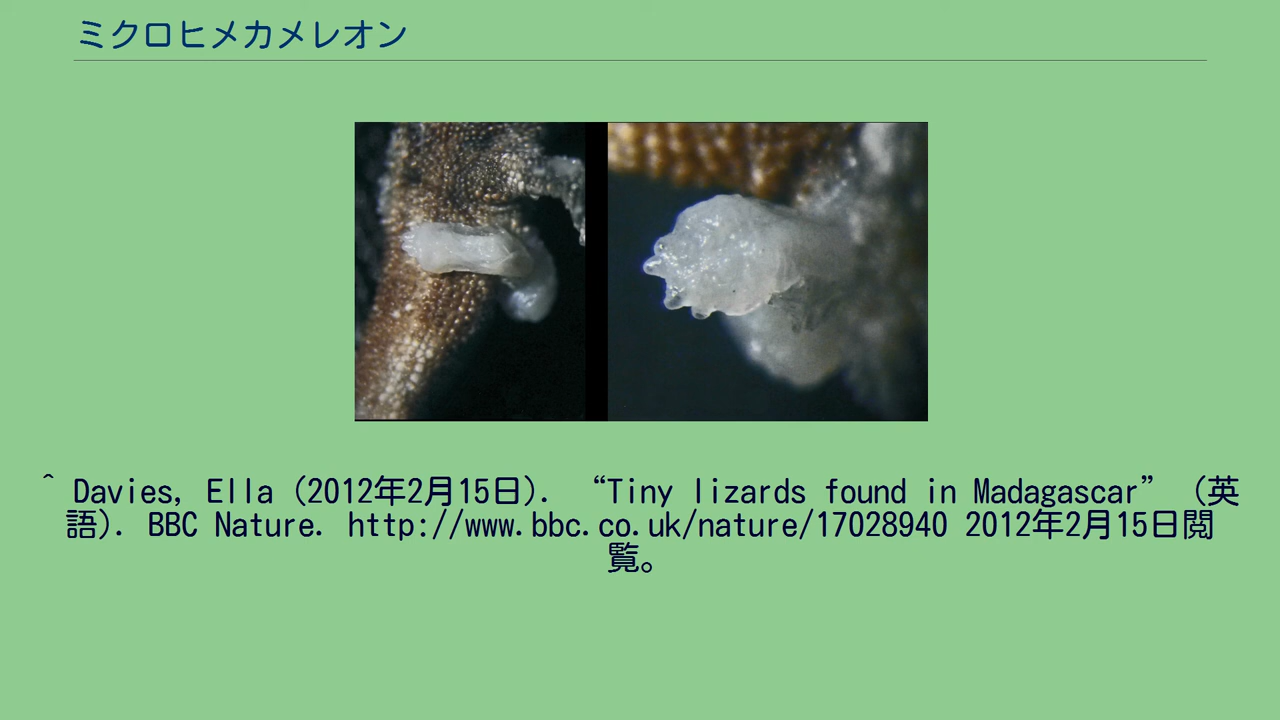 ミクロヒメカメレオン
^ Davies, Ella (2012年2月15日). “Tiny lizards found in Madagascar” (英
語). BBC Nature. http://www.bbc.co.uk/nature/17028940 2012年2月15日閲
覧。